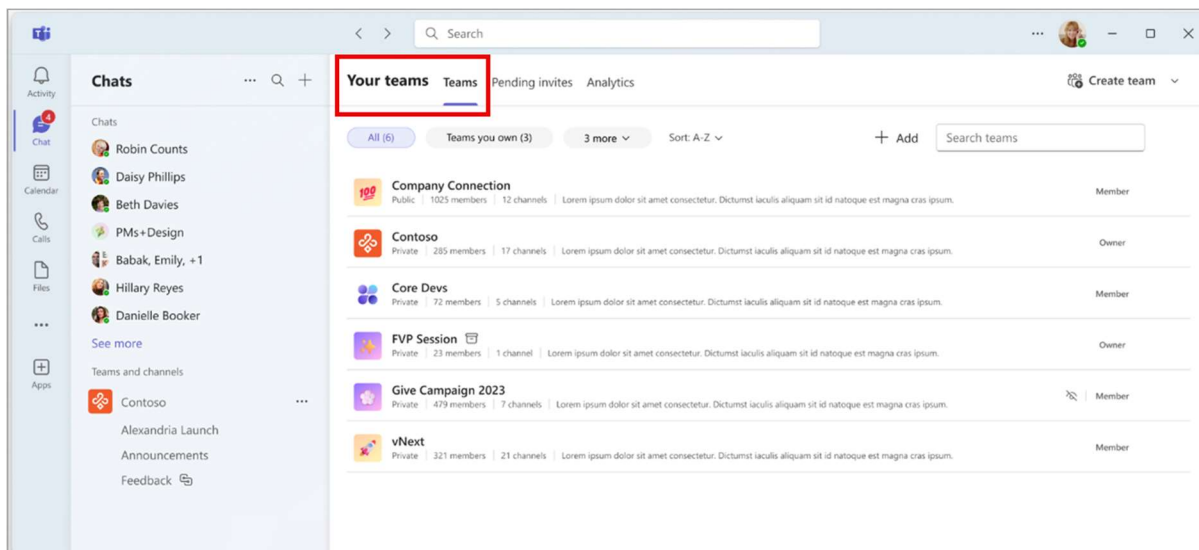 Search
Activity
4
Chat
Calendar
Calls
Files
Apps
Chats
Chats
Robin Counts
Daisy Phillips
Beth Davies
PMs+Design
Babak, Emily, +1
Hillary Reyes
Danielle Booker
See more
Teams and channels
Contoso
Alexandria Launch
Announcements
Feedback
Your teams Teams Pending invites Analytics Create team
All (6) Teams you own (3) 3 more Sort: A-Z Add Search teams
100
Company Connection
Public | 1025 members | 12 channels | Lorem ipsum dolor sit amet consectetur. Dictumst iaculis aliquam sit id natoque est magna cras ipsum.
Member
Contoso
Private | 285 members | 17 channels | Lorem ipsum dolor sit amet consectetur. Dictumst iaculis aliquam sit id natoque est magna cras ipsum.
Owner
Core Devs
Private | 72 members | 5 channels | Lorem ipsum dolor sit amet consectetur. Dictumst iaculis aliquam sit id natoque est magna cras ipsum.
Member
FVP Session
Private | 23 members | 1 channel | Lorem ipsum dolor sit amet consectetur. Dictumst iaculis aliquam sit id natoque est magna cras ipsum.
Owner
Give Campaign 2023
Private | 479 members | 7 channels | Lorem ipsum dolor sit amet consectetur. Dictumst iaculis aliquam sit id natoque est magna cras ipsum.
Member
vNext
Private | 321 members | 21 channels | Lorem ipsum dolor sit amet consectetur. Dictumst iaculis aliquam sit id natoque est magna cras ipsum.
Member